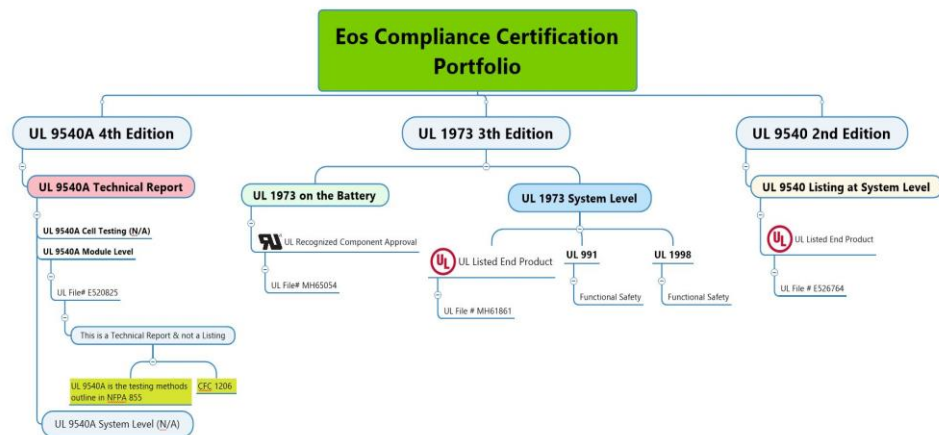 Eos Compliance Certification
Portfolio
UL 9540A 4th Edition
UL 1973 3th Edition
UL 9540 2nd Edition
UL 9540A Technical Report
UL 1973 on the Battery
UL 1973 System Level
UL 9540 Listing at System Level
UL 9540A Cell Testing (N/A)
UL 9540A Module Level
UL File# E520825
This is a Technical Report & not a Listing
UL 9540A is the testing methods
outline in NFPA 855
CFC 1206
UL 9540A System Level (N/A)
RU UL Recognized Component Approval
UL File# MH65054
UL UL Listed End Product
UL File # MH61861
UL 991
Functional Safety
UL 1998
Functional Safety
UL UL Listed End Product
UL File # E526764